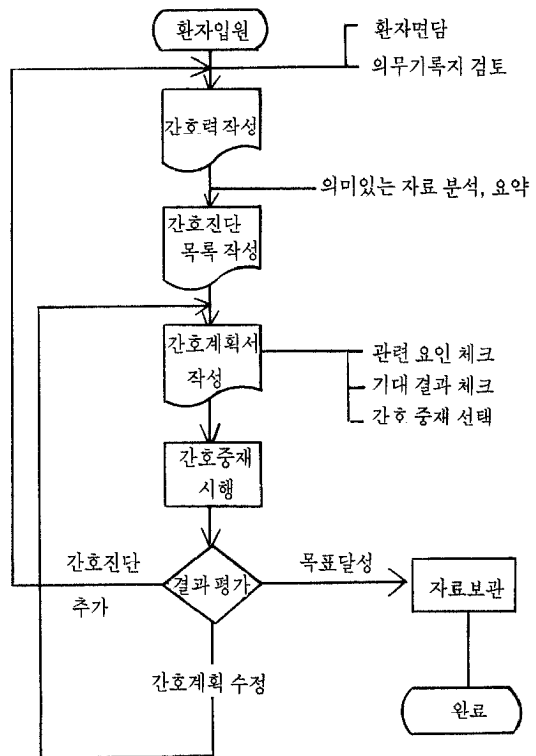 환자입원
환자면담
의무기록지 검토
간호력 작성
의미있는 자료 분석, 요약
간호진단
목록 작성
간호계획서
작성
관련 요인 체크
기대 결과 체크
간호 중재 선택
간호중재
시행
간호진단
추가
결과 평가
목표달성
자료보관
간호계획 수정
완료